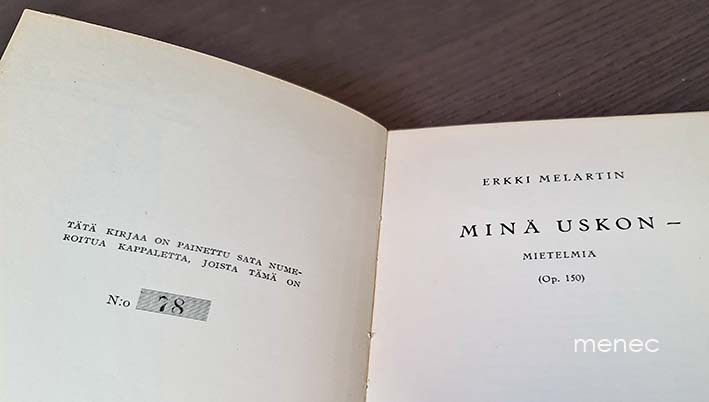 TÄTÄ KIRJAA ON PAINETTU SATA NUME-
ROITUA KAPPALETTA, JOISTA TÄMÄ ON
N:o 78
ERKKI MELARTIN
MINÄ USKON –
MIETELMIÄ
(Op. 150)
menec